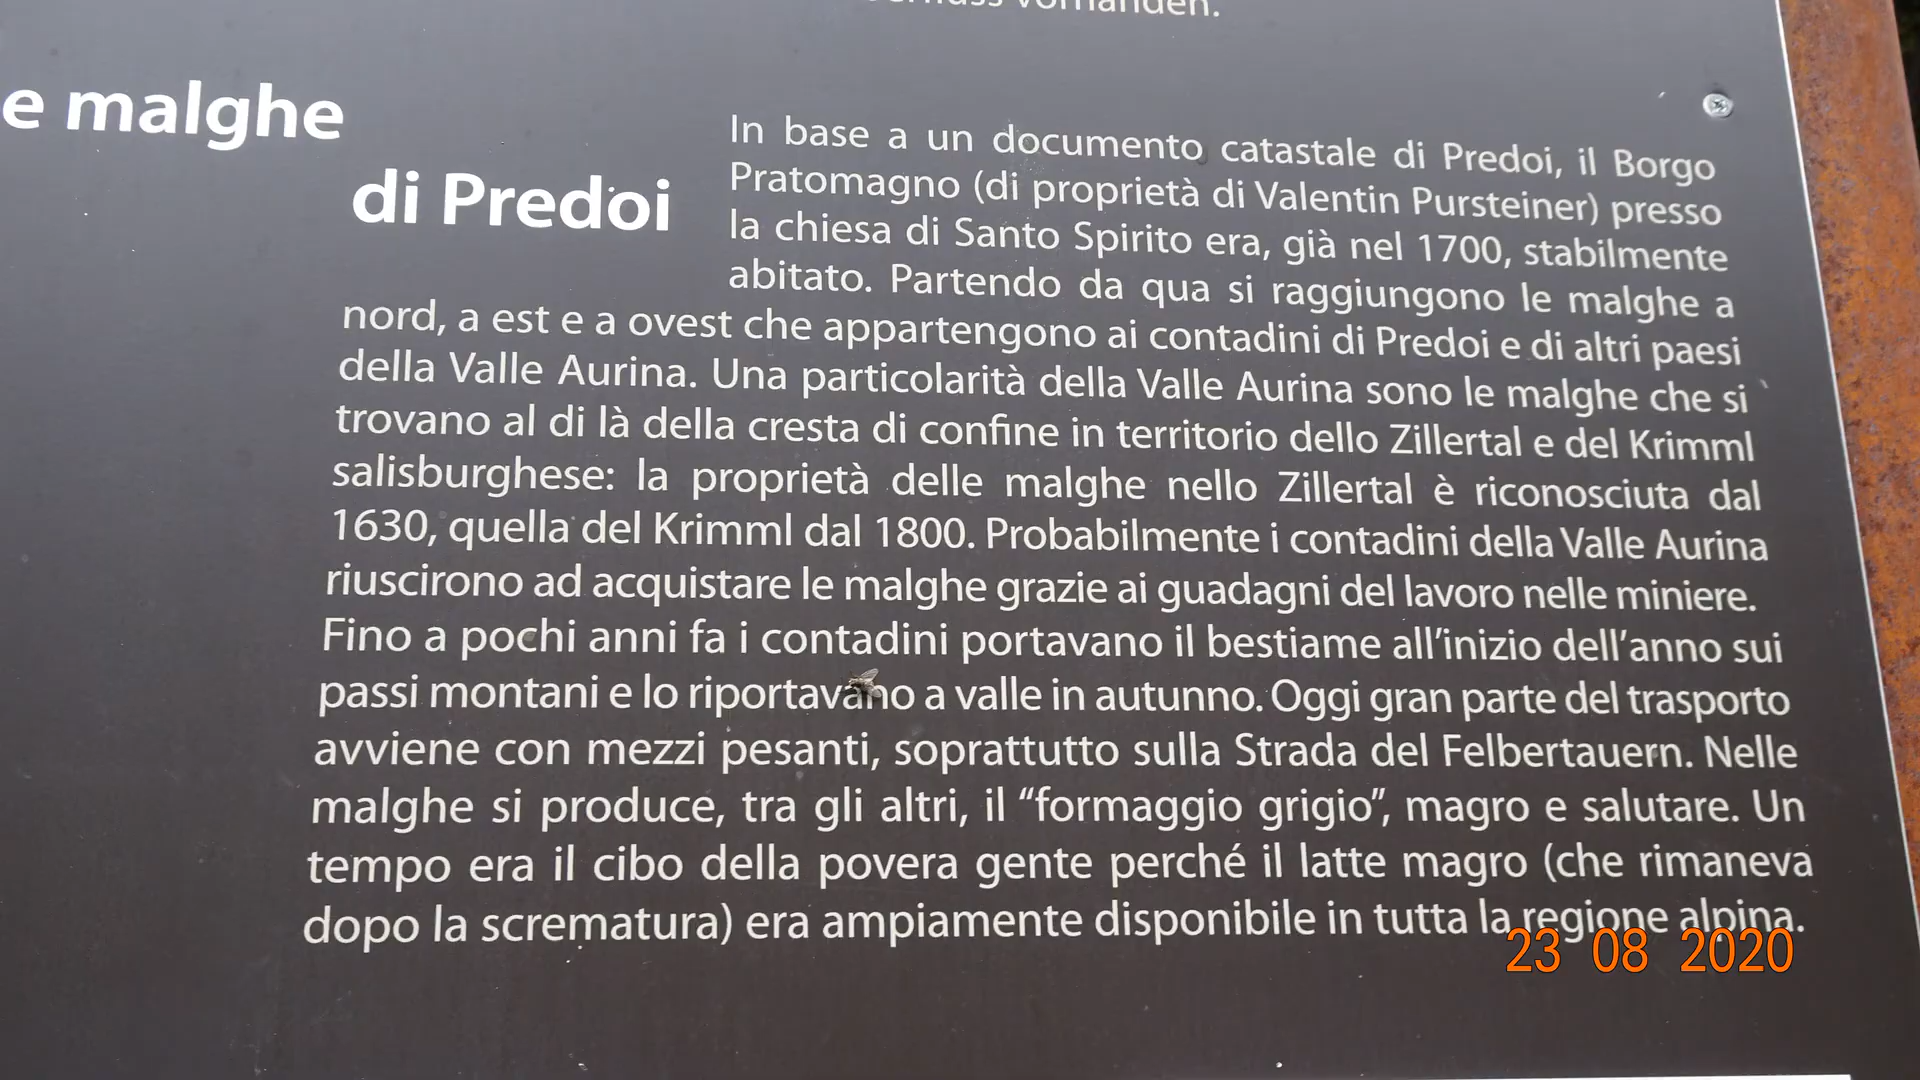 vorhanden.
e malghe
di Predoi
In base a un documento catastale di Predoi, il Borgo
Pratomagno (di proprietà di Valentin Pursteiner) presso
la chiesa di Santo Spirito era, già nel 1700, stabilmente
abitato. Partendo da qua si raggiungono le malghe a
nord, a est e a ovest che appartengono ai contadini di Predoi e di altri paesi
della Valle Aurina. Una particolarità della Valle Aurina sono le malghe che si
trovano al di là della cresta di confine in territorio dello Zillertal e del Krimml
salisburghese: la proprietà delle malghe nello Zillertal è riconosciuta dal
1630, quella del Krimml dal 1800. Probabilmente i contadini della Valle Aurina
riuscirono ad acquistare le malghe grazie ai guadagni del lavoro nelle miniere.
Fino a pochi anni fa i contadini portavano il bestiame all'inizio dell'anno sui
passi montani e lo riportavano a valle in autunno. Oggi gran parte del trasporto
avviene con mezzi pesanti, soprattutto sulla Strada del Felbertauern. Nelle
malghe si produce, tra gli altri, il “formaggio grigio”, magro e salutare. Un
tempo era il cibo della povera gente perché il latte magro (che rimaneva
dopo la scrematura) era ampiamente disponibile in tutta la regione alpina.
23 08 2020